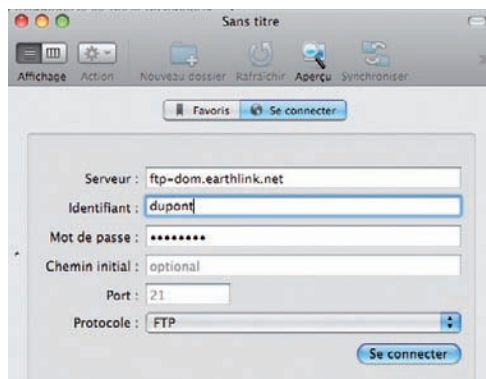 Sans titre
Affichage Action Nouveau dossier Rafraîchir Aperçu Synchroniser
Favoris Se connecter
Serveur : ftp-dom.earthlink.net
Identifiant : dupont
Mot de passe : ••••••••
Chemin initial : optional
Port : 21
Protocole : FTP
Se connecter